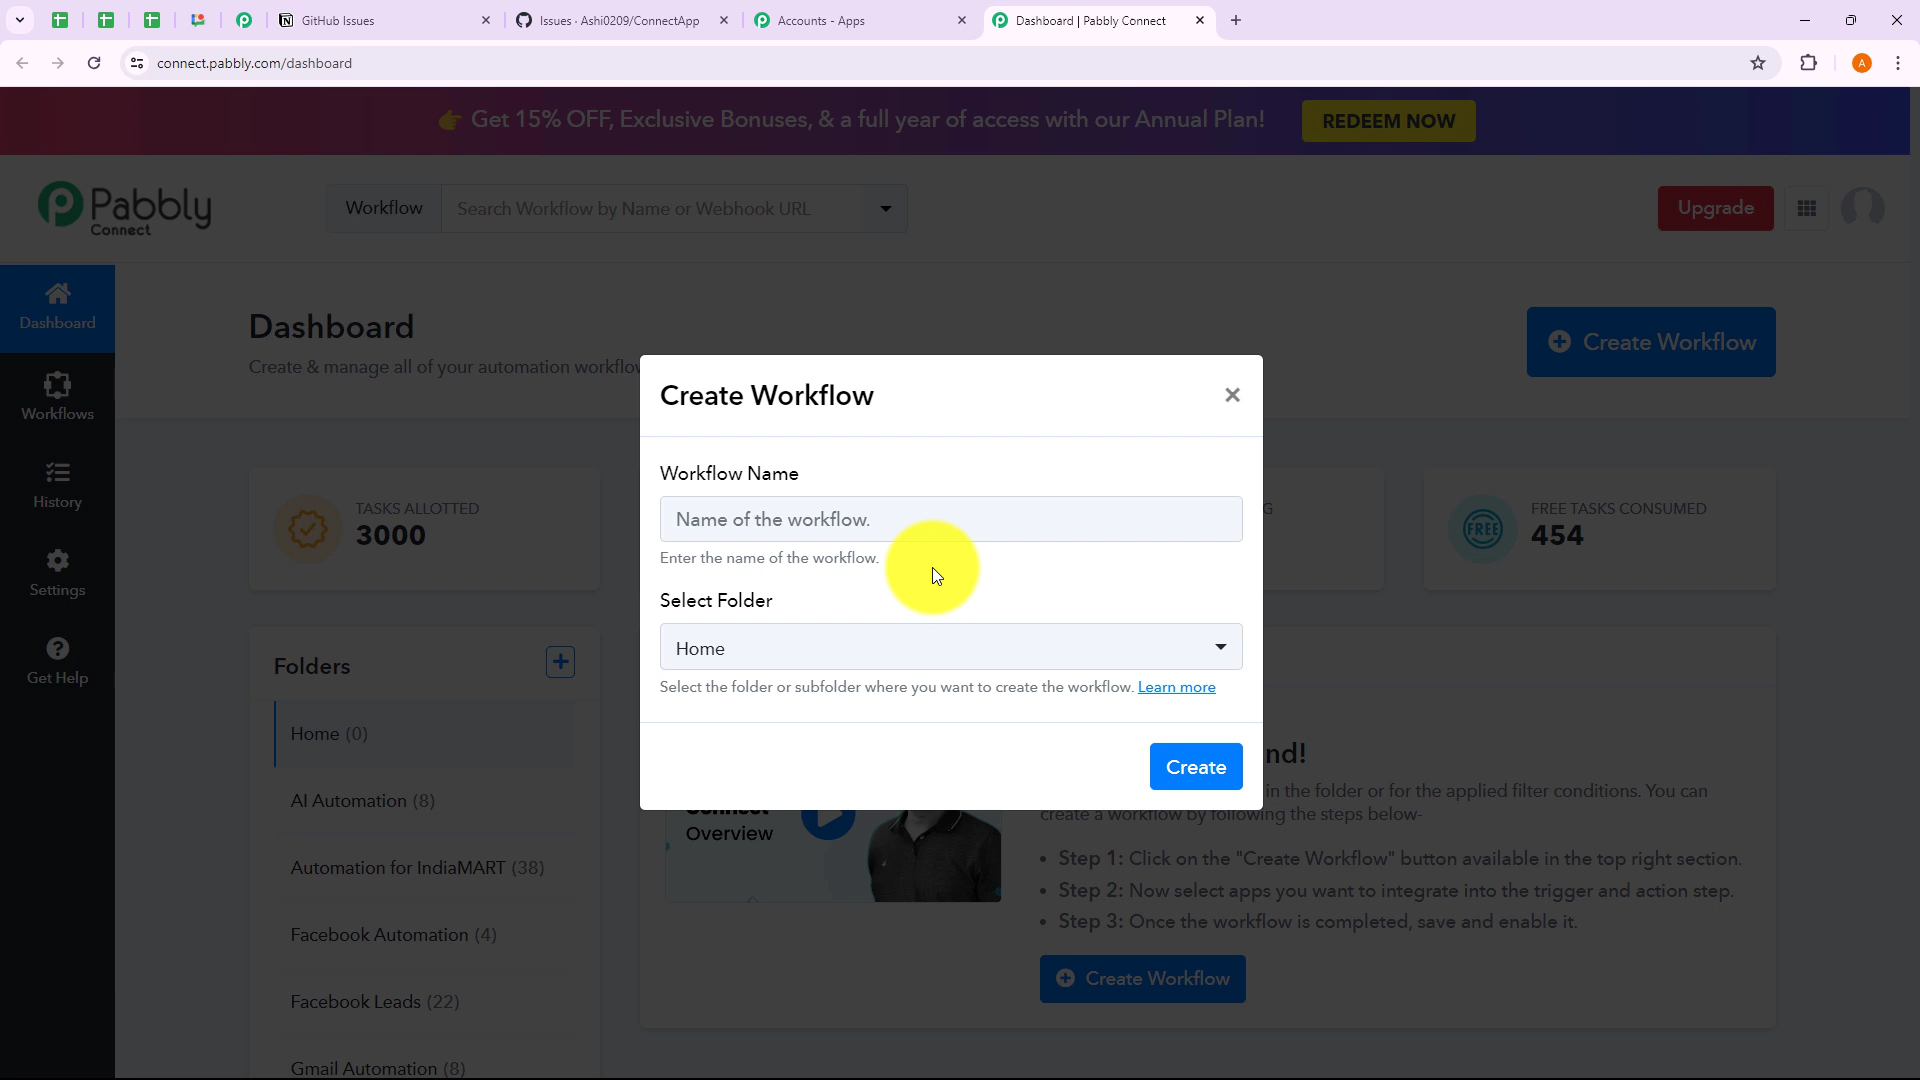 GitHub Issues
Issues · Ashi0209/ConnectApp
Accounts - Apps
Dashboard | Pabbly Connect
connect.pabbly.com/dashboard
A
Get 15% OFF, Exclusive Bonuses, & a full year of access with our Annual Plan!
REDEEM NOW
Pabbly
Connect
Workflow
Search Workflow by Name or Webhook URL
Upgrade
Dashboard
Workflows
History
Settings
Get Help
Dashboard
Create & manage all of your automation workflow
Create Workflow
TASKS ALLOTTED
3000
G
FREE TASKS CONSUMED
FREE
454
Create Workflow
Workflow Name
Name of the workflow.
Enter the name of the workflow.
Select Folder
Home
Select the folder or subfolder where you want to create the workflow. Learn more
Create
Folders
Home (0)
AI Automation (8)
Automation for IndiaMART (38)
Facebook Automation (4)
Facebook Leads (22)
Gmail Automation (8)
Connect
Overview
nd!
in the folder or for the applied filter conditions. You can
create a workflow by following the steps below-
• Step 1: Click on the "Create Workflow" button available in the top right section.
• Step 2: Now select apps you want to integrate into the trigger and action step.
• Step 3: Once the workflow is completed, save and enable it.
Create Workflow